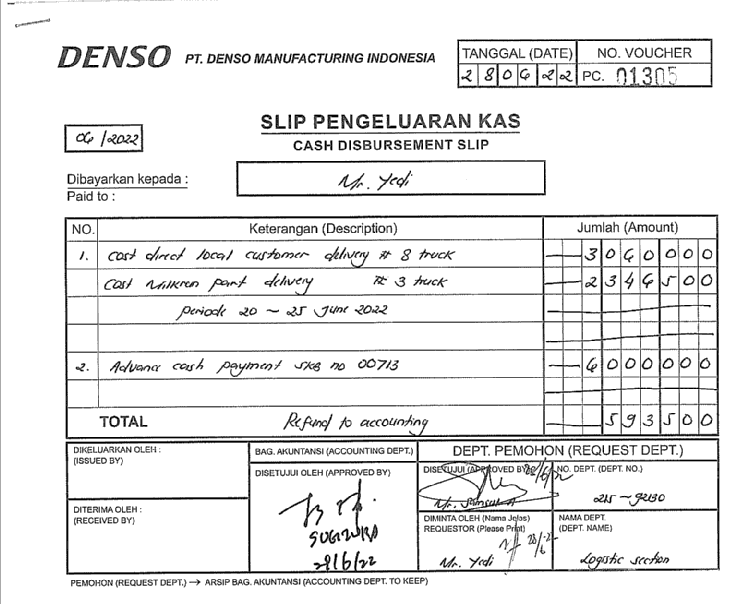 DENSO PT. DENSO MANUFACTURING INDONESIA
TANGGAL (DATE) NO. VOUCHER
280622 PC. 01305
SLIP PENGELUARAN KAS
06/2022
CASH DISBURSEMENT SLIP
Dibayarkan kepada :
Paid to :
Mr. Yedi
NO. Keterangan (Description) Jumlah (Amount)
1. Cost direct local customer delivery # 8 truck 3060000
Cost Milkrun part delivery # 3 truck 2346500
periode 20 ~ 25 June 2022
2. Advance cash payment SKB no 00713 6000000
TOTAL Refund to accounting 593500
DIKELUARKAN OLEH :
(ISSUED BY)
BAG. AKUNTANSI (ACCOUNTING DEPT.)
DEPT. PEMOHON (REQUEST DEPT.)
DISETUJUI OLEH (APPROVED BY)
SUGIURA
28/6/22
DISETUJUI (APPROVED BY)
NO. DEPT. (DEPT. NO.)
215 ~ 92130
DITERIMA OLEH :
(RECEIVED BY)
DIMINTA OLEH (Nama Jelas)
REQUESTOR (Please Print)
Mr. Yedi
NAMA DEPT.
(DEPT. NAME)
Logistic section
PEMOHON (REQUEST DEPT.) → ARSIP BAG. AKUNTANSI (ACCOUNTING DEPT. TO KEEP)